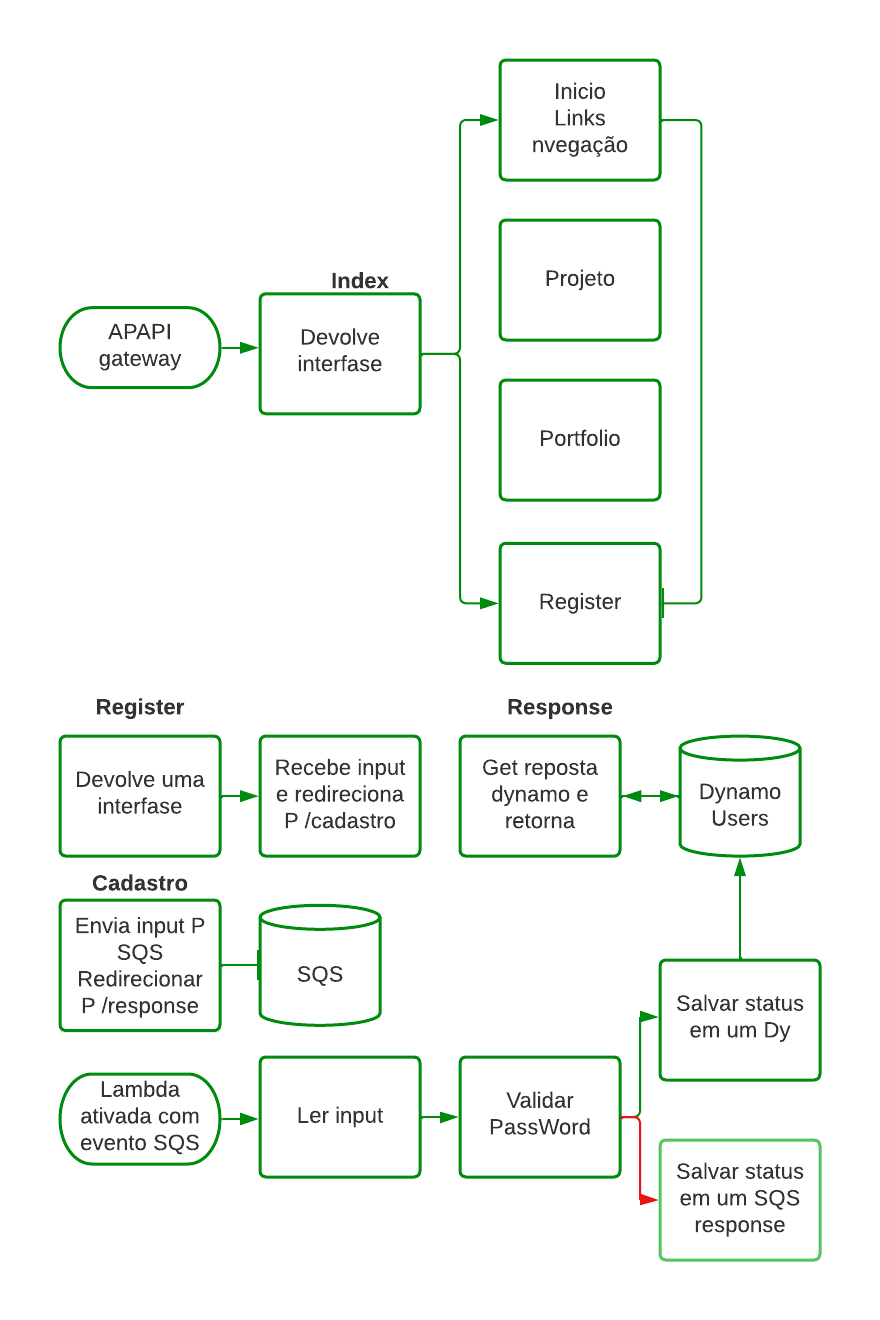 Inicio
Links
nvegação
Projeto
Index
APAPI
gateway
Devolve
interfase
Portfolio
Register
Register
Response
Devolve uma
interfase
Recebe input
e redireciona
P /cadastro
Get reposta
dynamo e
retorna
Dynamo
Users
Cadastro
Envia input P
SQS
Redirecionar
P /response
SQS
Salvar status
em um Dy
Lambda
ativada com
evento SQS
Ler input
Validar
PassWord
Salvar status
em um SQS
response